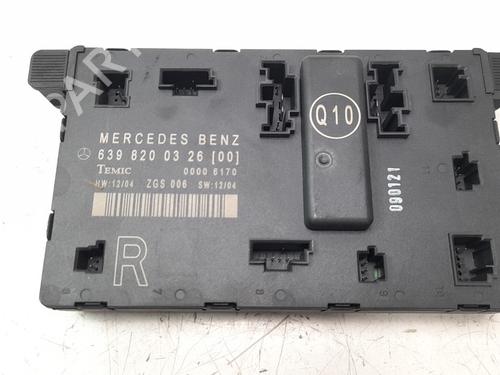 Q10
MERCEDES BENZ
639 820 03 26 [00]
TEMIC 0000 6170
HW:12/04 ZGS 006 SW:12/04
090121
R